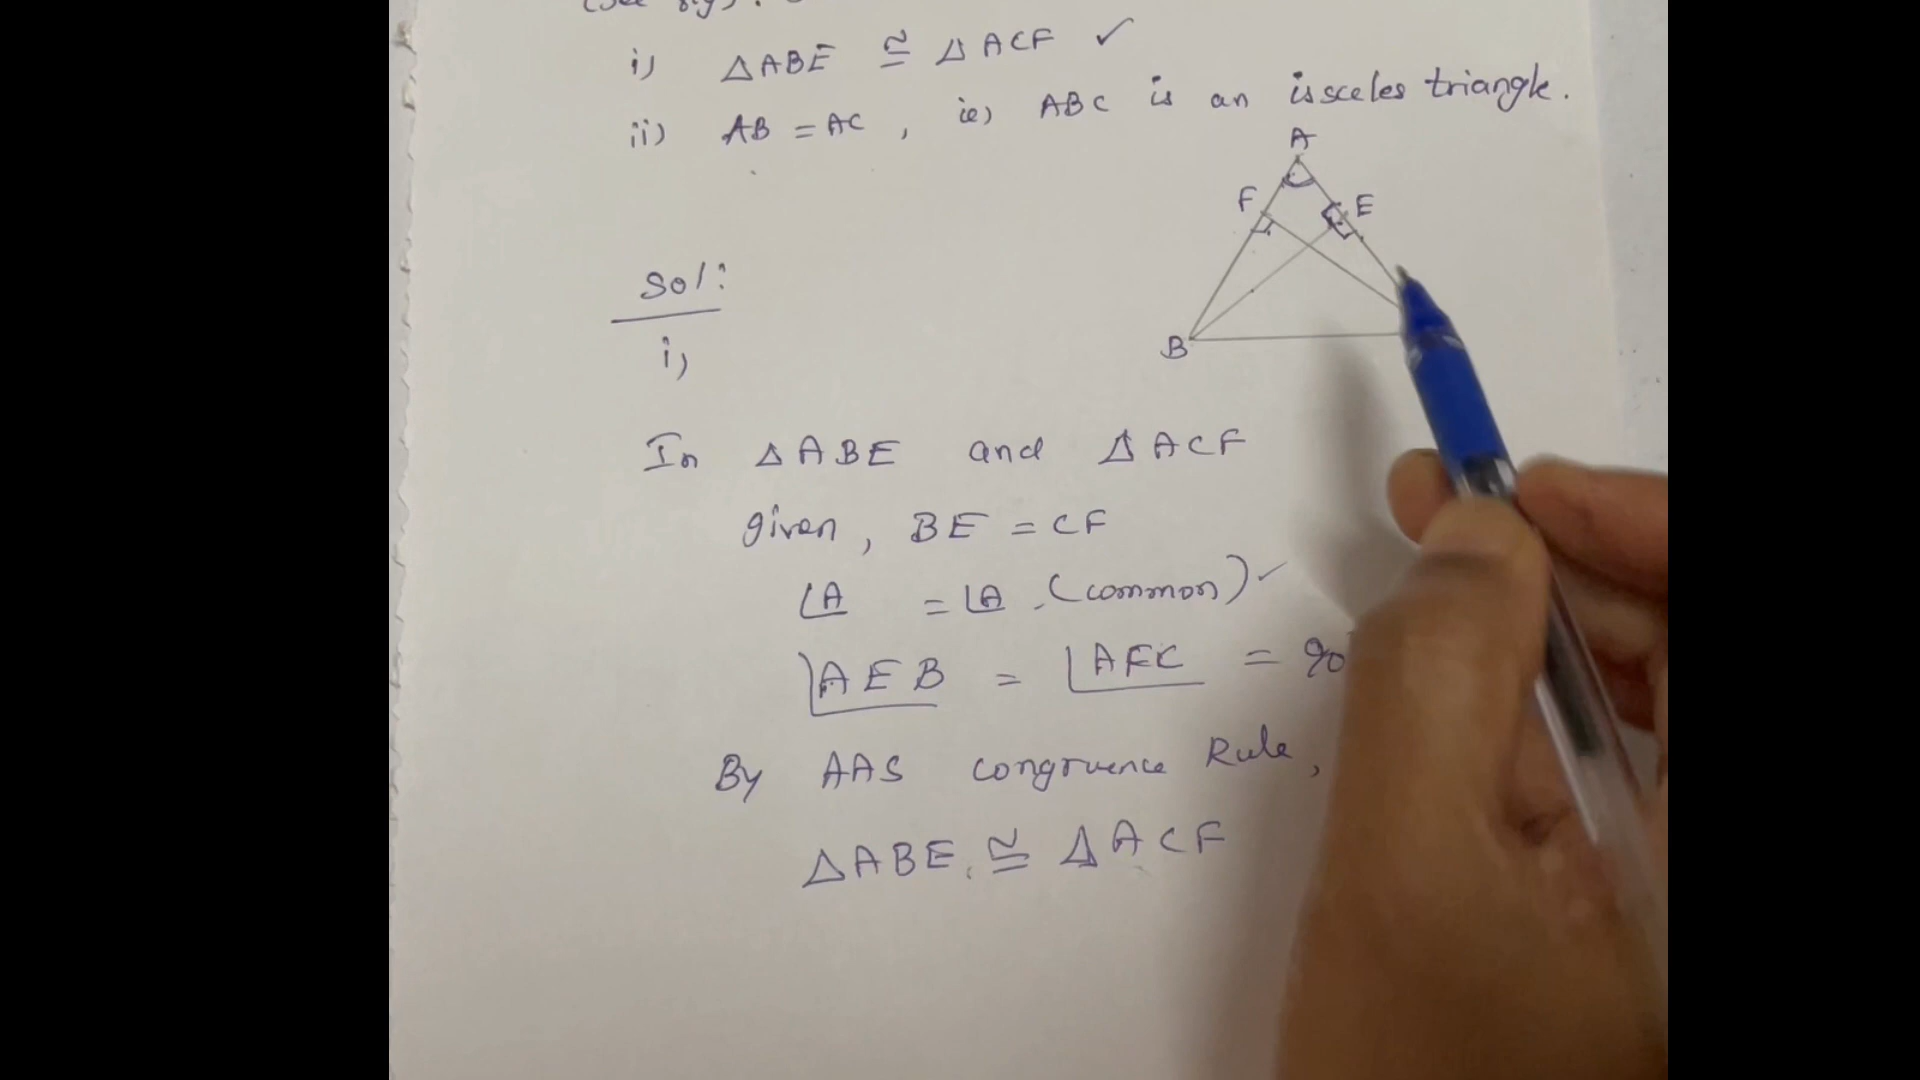 i) △ABE ≅ △ACF ✓
ii) AB = AC , ie) ABC is an issceles triangle.
A
F
E
B
Sol:
i)
In △ABE and △ACF
given, BE = CF
∠A = ∠A (common) ✓
∠AEB = ∠AFC = 90
By AAS congruence Rule,
△ABE ≅ △ACF